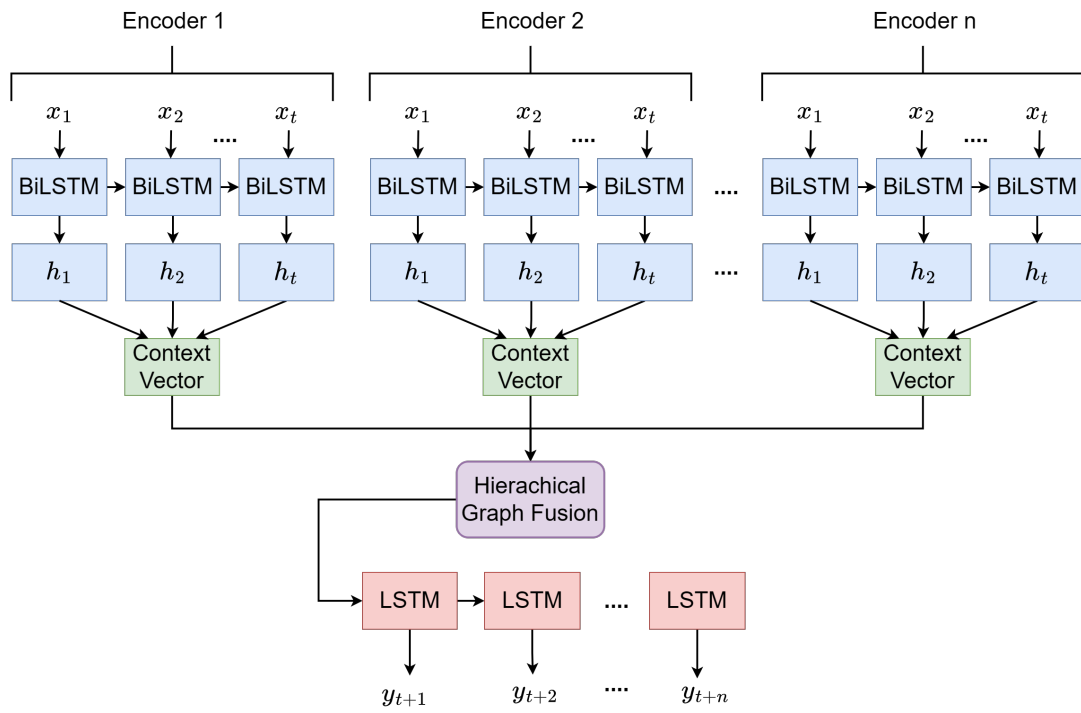 Encoder 1 Encoder 2 Encoder n
x₁ x₂ .... xₜ x₁ x₂ .... xₜ x₁ x₂ .... xₜ
BiLSTM BiLSTM BiLSTM BiLSTM BiLSTM BiLSTM .... BiLSTM BiLSTM BiLSTM
h₁ h₂ hₜ h₁ h₂ hₜ .... h₁ h₂ hₜ
Context Context Context
Vector Vector Vector
Hierachical
Graph Fusion
LSTM LSTM .... LSTM
yₜ₊₁ yₜ₊₂ .... yₜ₊ₙ